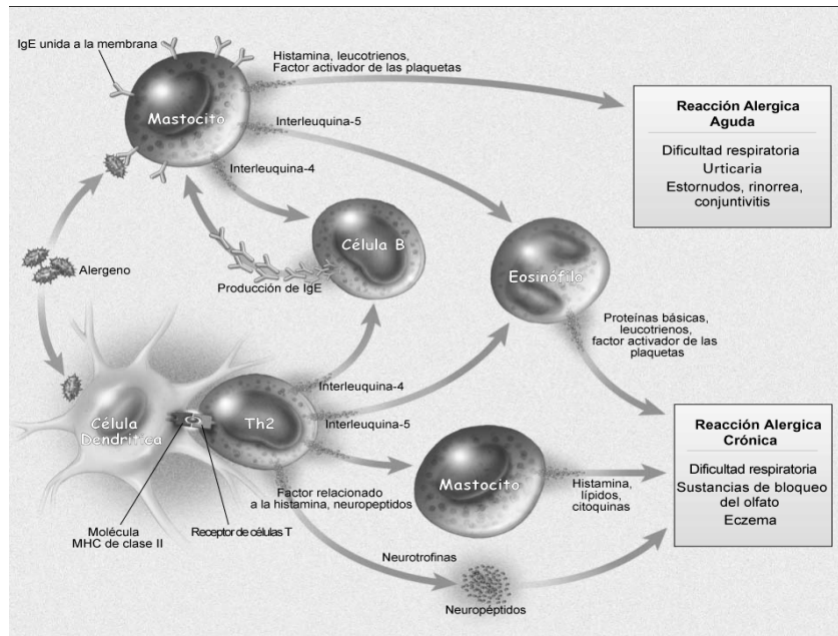 IgE unida a la membrana
Mastocito
Histamina, leucotrienos,
Factor activador de las plaquetas
Interleuquina-5
Interleuquina-4
Reacción Alergica
Aguda
Dificultad respiratoria
Urticaria
Estornudos, rinorrea,
conjuntivitis
Célula B
Eosinófilo
Alergeno
Producción de IgE
Proteínas básicas,
leucotrienos,
factor activador de las
plaquetas
Célula
Dendrítica
Th2
Interleuquina-4
Interleuquina-5
Factor relacionado
a la histamina, neuropeptidos
Mastocito
Histamina,
lípidos,
citoquinas
Reacción Alergica
Crónica
Dificultad respiratoria
Sustancias de bloqueo
del olfato
Eczema
Molécula
MHC de clase II
Receptor de células T
Neurotrofinas
Neuropéptidos